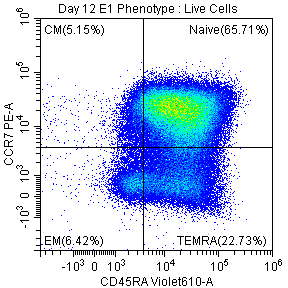 Day 12 E1 Phenotype : Live Cells
CM(5.15%) Naive(65.71%)
CCR7 PE-A
10^6
10^5
10^4
10^3
0
-10^3
LEM(6.42%) TEMRA(22.73%)
-10^3 0 10^3 10^4 10^5 10^6
CD45RA Violet610-A